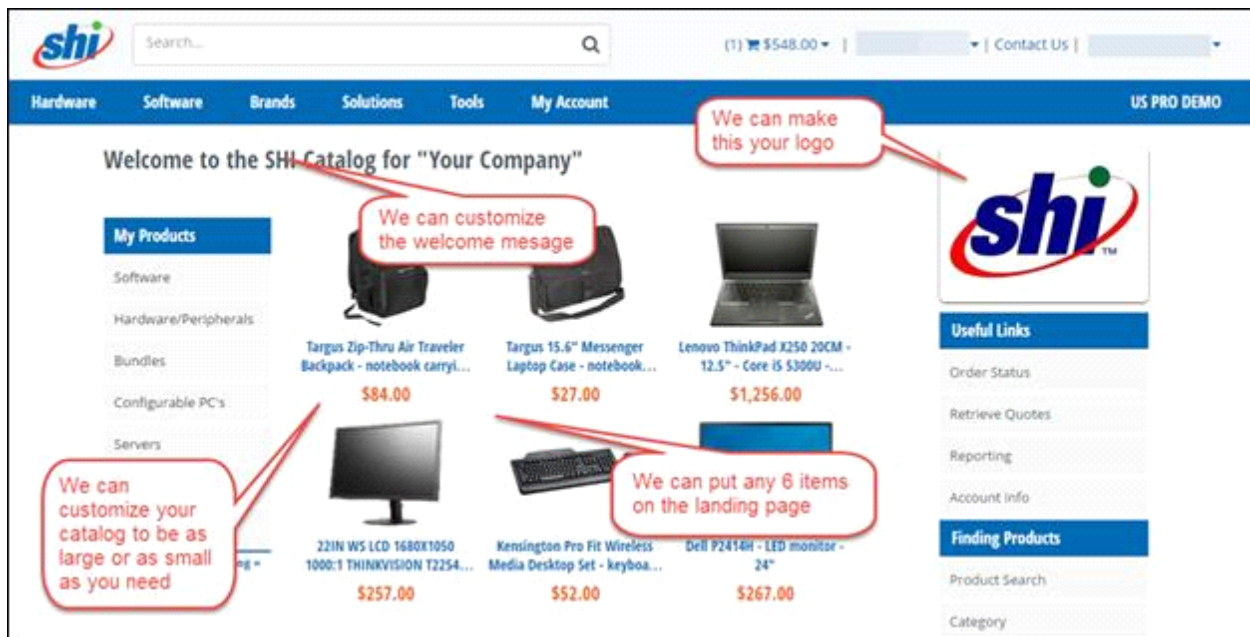 shi
Search...
(1) $548.00
| Contact Us |
Hardware Software Brands Solutions Tools My Account US PRO DEMO
We can make
this your logo
Welcome to the SHI Catalog for "Your Company"
shi
TM
We can customize
the welcome mesage
My Products
Software
Hardware/Peripherals
Bundles
Configurable PC's
Servers
Targus Zip-Thru Air Traveler
Backpack - notebook carryi...
$84.00
Targus 15.6" Messenger
Laptop Case - notebook...
$27.00
Lenovo ThinkPad X250 20CM -
12.5" - Core i5 5300U -...
$1,256.00
We can
customize your
catalog to be as
large or as small
as you need
We can put any 6 items
on the landing page
22IN WS LCD 1680X1050
1000:1 THINKVISION T2254...
$257.00
Kensington Pro Fit Wireless
Media Desktop Set - keyboa...
$52.00
Dell P2414H - LED monitor -
24"
$267.00
Useful Links
Order Status
Retrieve Quotes
Reporting
Account Info
Finding Products
Product Search
Category